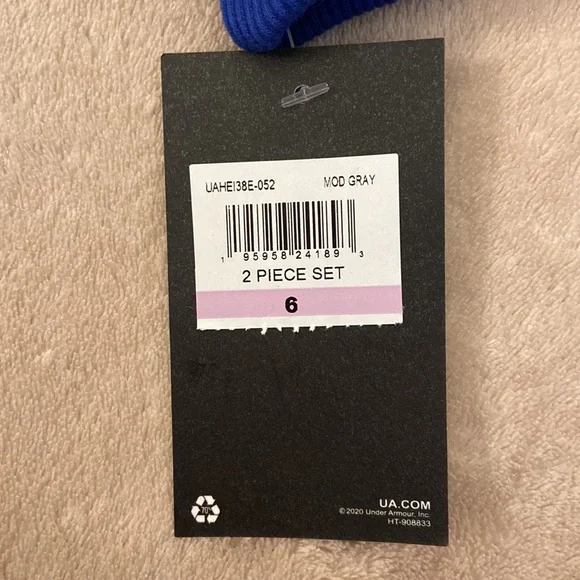 UAHEI38E-052 MOD GRAY
1 95958 24189 3
2 PIECE SET
6
70%
UA.COM
©2020 Under Armour, Inc.
HT-908833